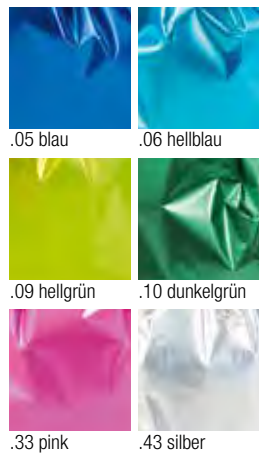 .05 blau
.06 hellblau
.09 hellgrün
.10 dunkelgrün
.33 pink
.43 silber